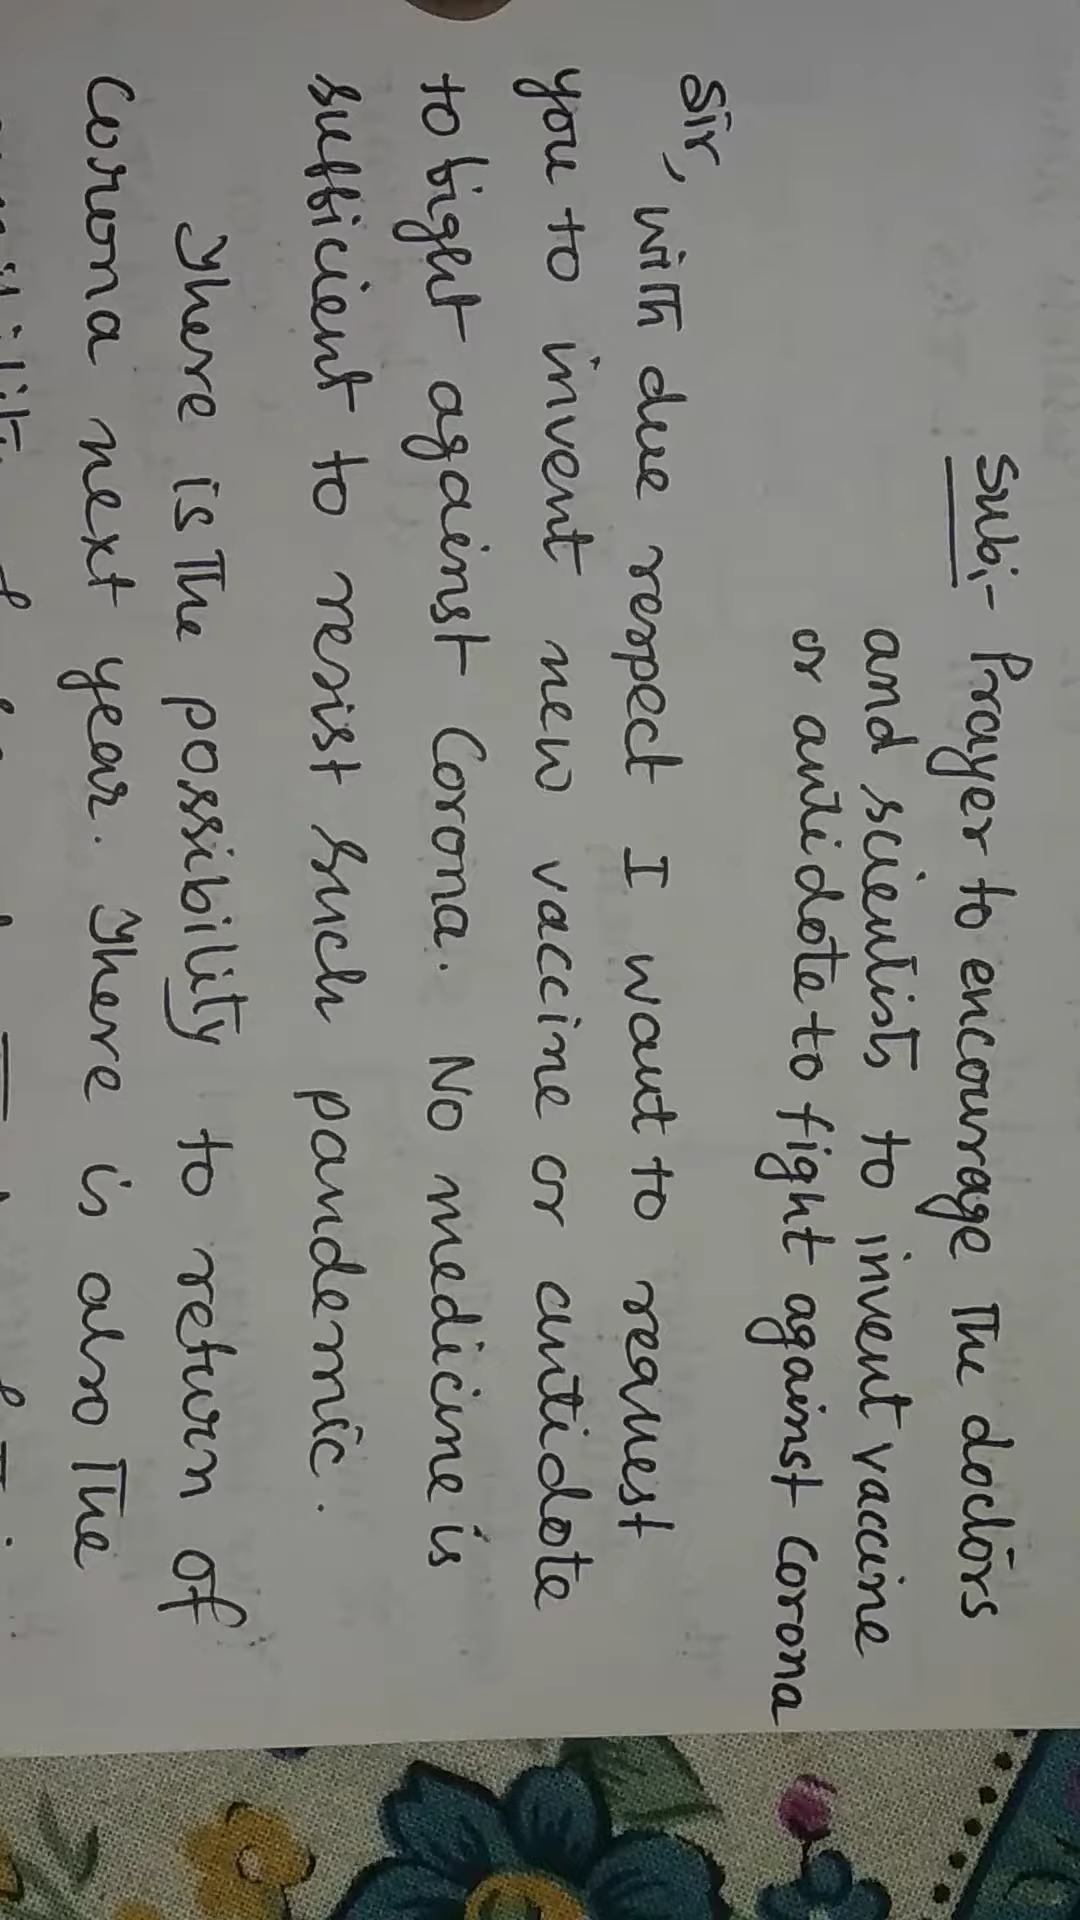 Sub:- Prayer to encourage the doctors
and scientists to invent vaccine
or antidote to fight against corona
Sir, with due respect I want to request
you to invent new vaccine or antidote
to bight against Corona. No medicine is
sufficient to resist such pandemic.
There is the possibility to return of
Corona next year. There is also the